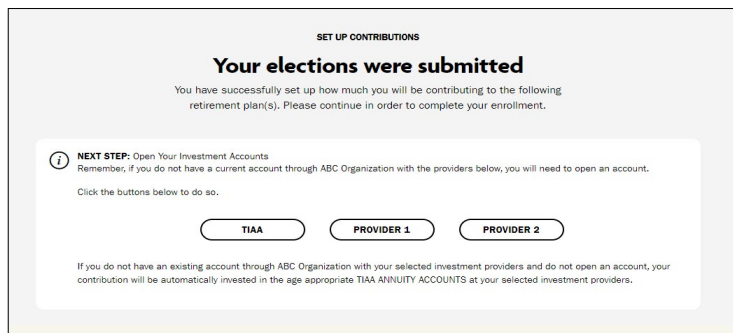 SET UP CONTRIBUTIONS
Your elections were submitted
You have successfully set up how much you will be contributing to the following
retirement plan(s). Please continue in order to complete your enrollment.
i NEXT STEP: Open Your Investment Accounts
Remember, if you do not have a current account through ABC Organization with the providers below, you will need to open an account.
Click the buttons below to do so.
TIAA PROVIDER 1 PROVIDER 2
If you do not have an existing account through ABC Organization with your selected investment providers and do not open an account, your
contribution will be automatically invested in the age appropriate TIAA ANNUITY ACCOUNTS at your selected investment providers.